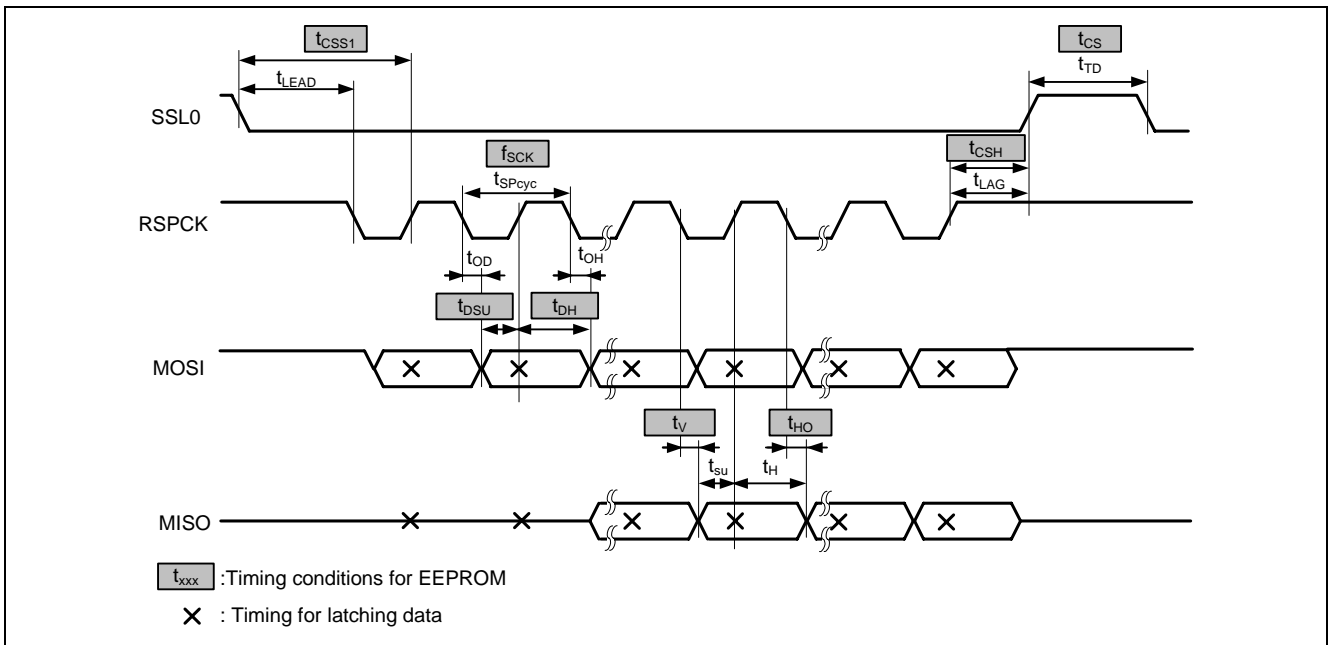 tCSS1
tCS
tLEAD
tTD
SSL0
fSCK
tCSH
tSPcyc
tLAG
RSPCK
tOD
tOH
tDSU
tDH
MOSI
tV
tHO
tsu
tH
MISO
txxx :Timing conditions for EEPROM
: Timing for latching data